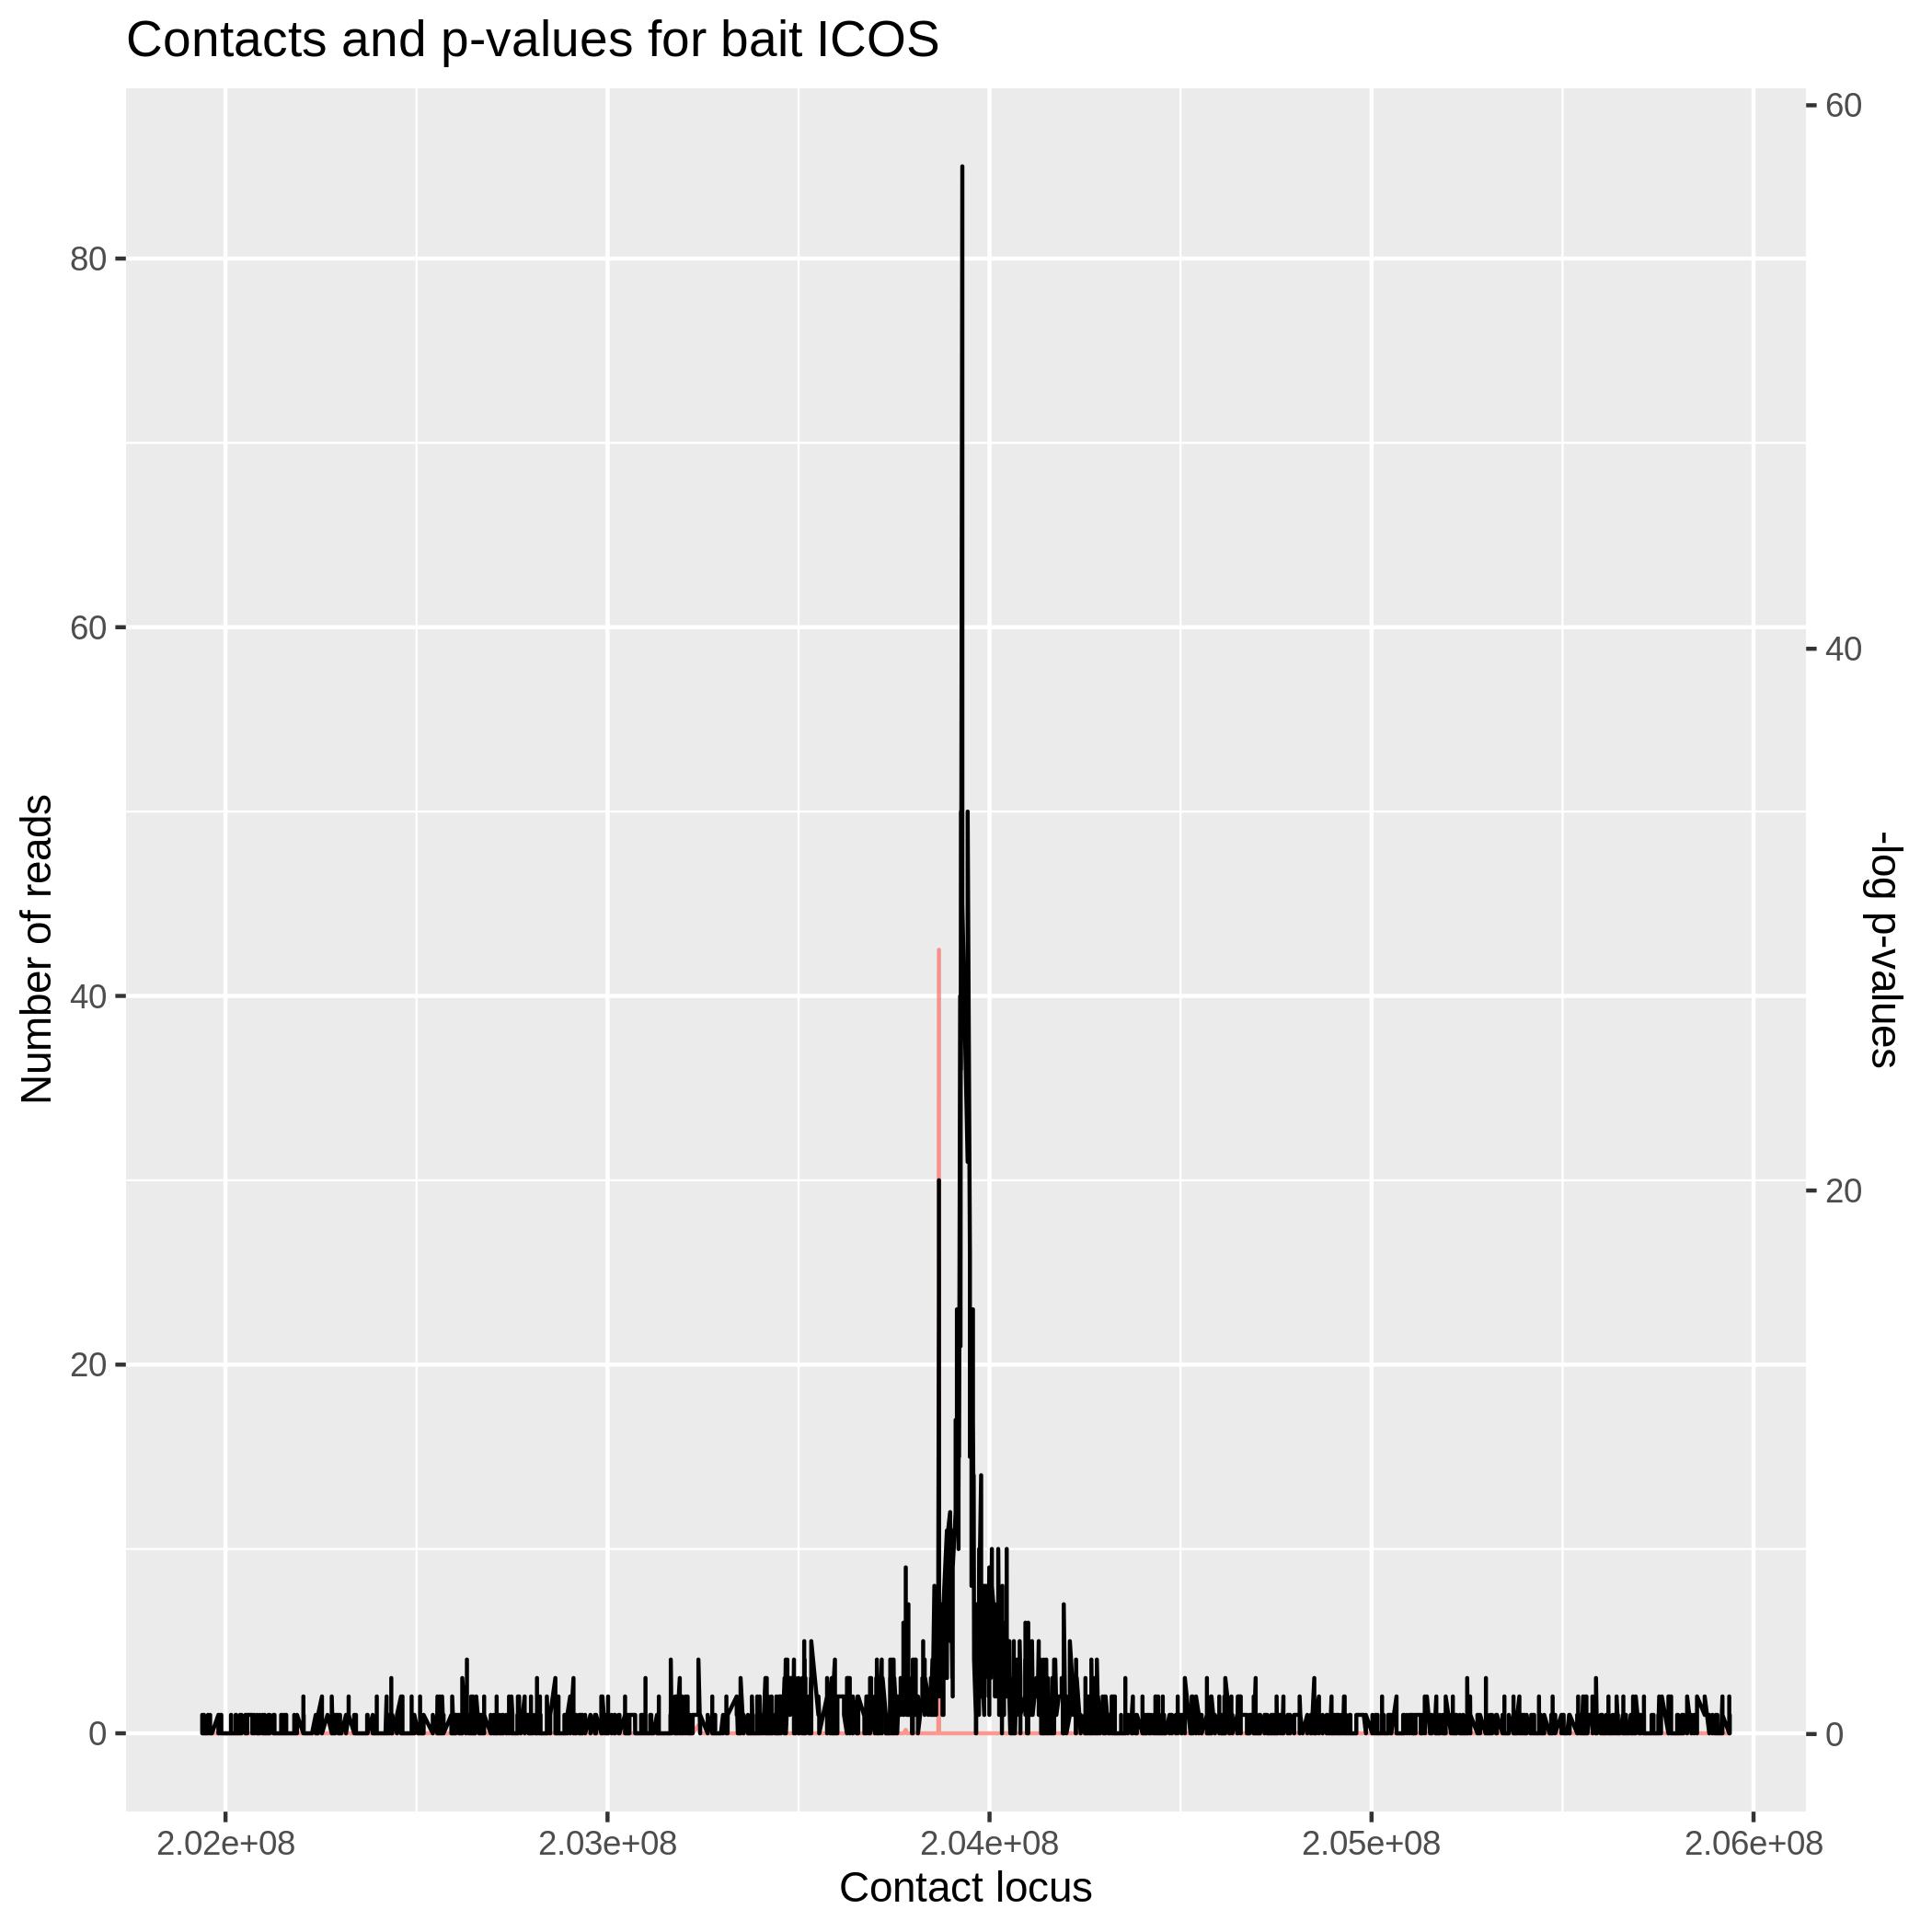 Contacts and p-values for bait ICOS
60
80
60
40
40
20
20
0
0
Number of reads
-log p-values
2.02e+08
2.03e+08
2.04e+08
2.05e+08
2.06e+08
Contact locus